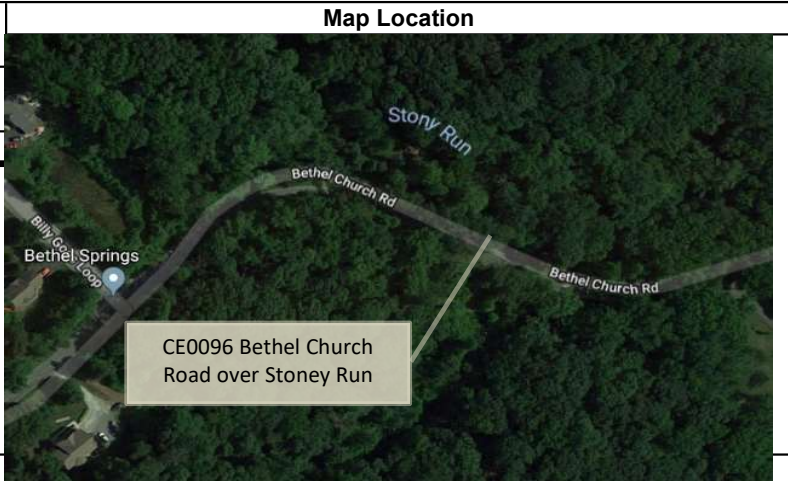 Map Location
Stony Run
Bethel Church Rd
Billy Goat Loop
Bethel Springs
Bethel Church Rd
CE0096 Bethel Church
Road over Stoney Run